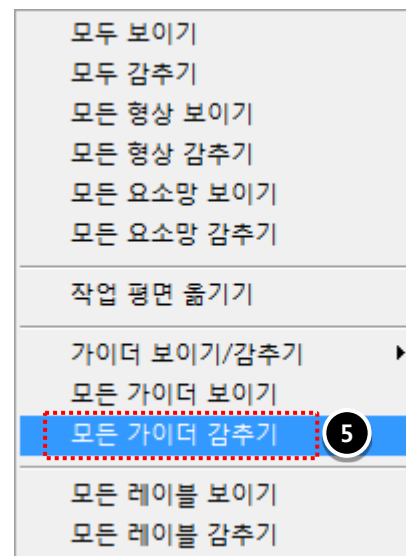 모두 보이기
모두 감추기
모든 형상 보이기
모든 형상 감추기
모든 요소망 보이기
모든 요소망 감추기
작업 평면 옮기기
가이더 보이기/감추기
모든 가이더 보이기
모든 가이더 감추기 5
모든 레이블 보이기
모든 레이블 감추기